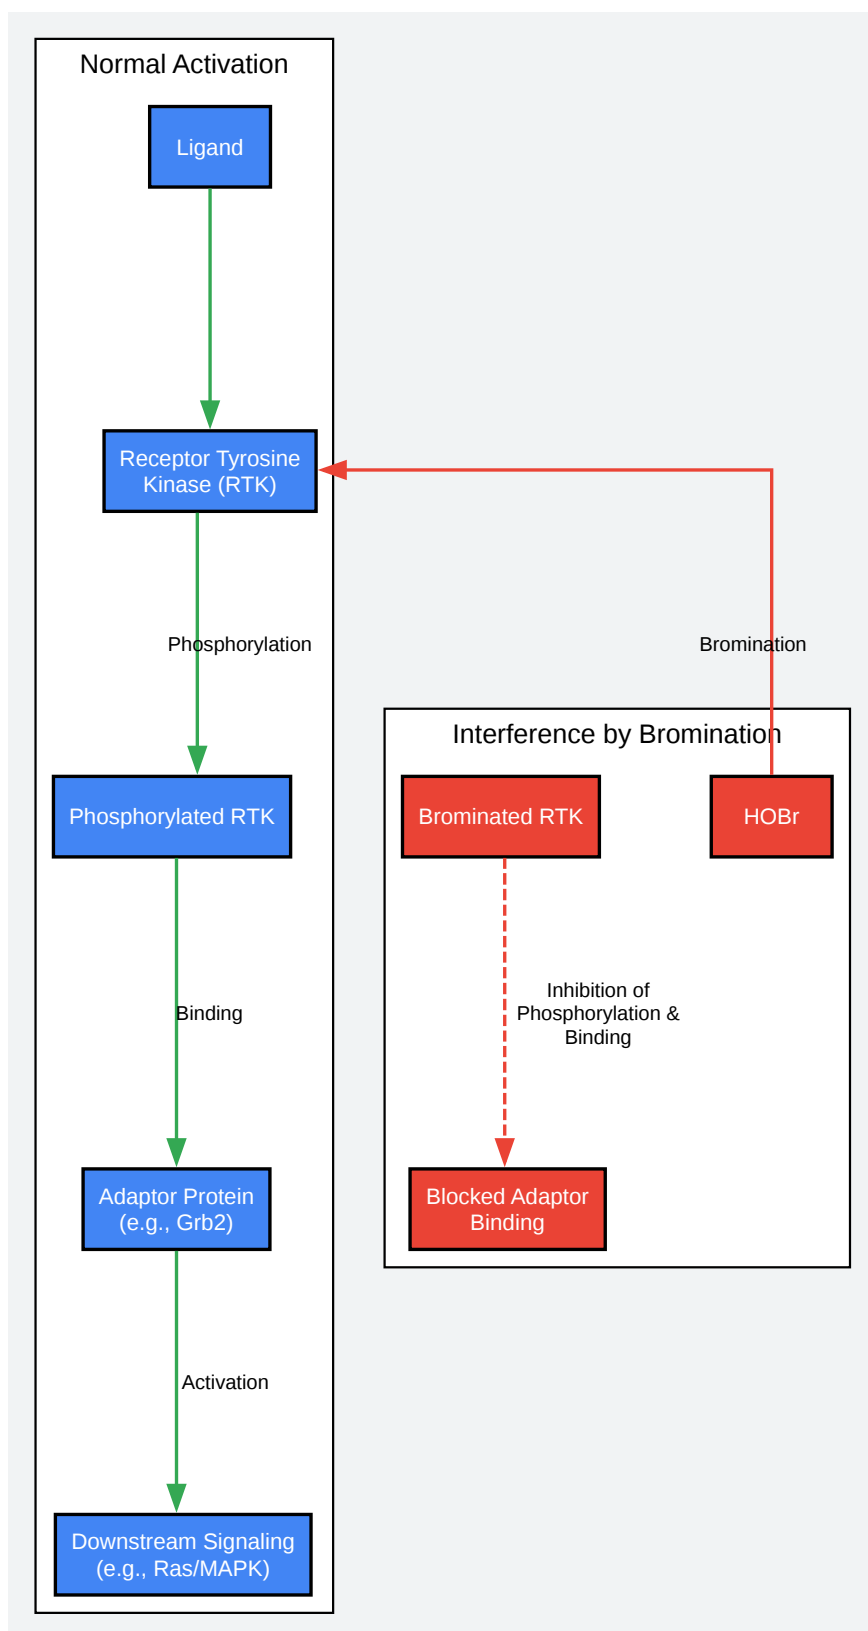 Normal Activation
Ligand
Receptor Tyrosine
Kinase (RTK)
Phosphorylation
Bromination
Interference by Bromination
Phosphorylated RTK
Brominated RTK
HOBr
Binding
Inhibition of
Phosphorylation &
Binding
Adaptor Protein
(e.g., Grb2)
Blocked Adaptor
Binding
Activation
Downstream Signaling
(e.g., Ras/MAPK)